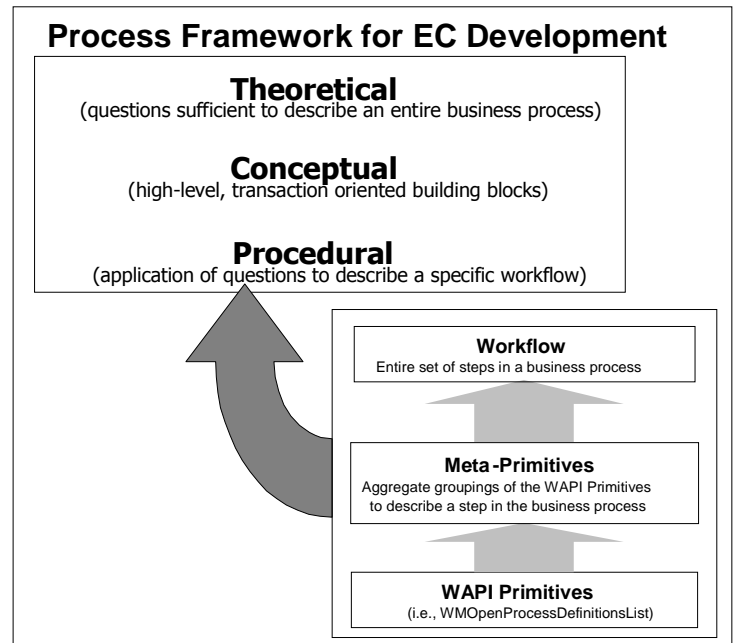 Process Framework for EC Development
Theoretical
(questions sufficient to describe an entire business process)
Conceptual
(high-level, transaction oriented building blocks)
Procedural
(application of questions to describe a specific workflow)
Workflow
Entire set of steps in a business process
Meta-Primitives
Aggregate groupings of the WAPI Primitives
to describe a step in the business process
WAPI Primitives
(i.e., WMOpenProcessDefinitionsList)